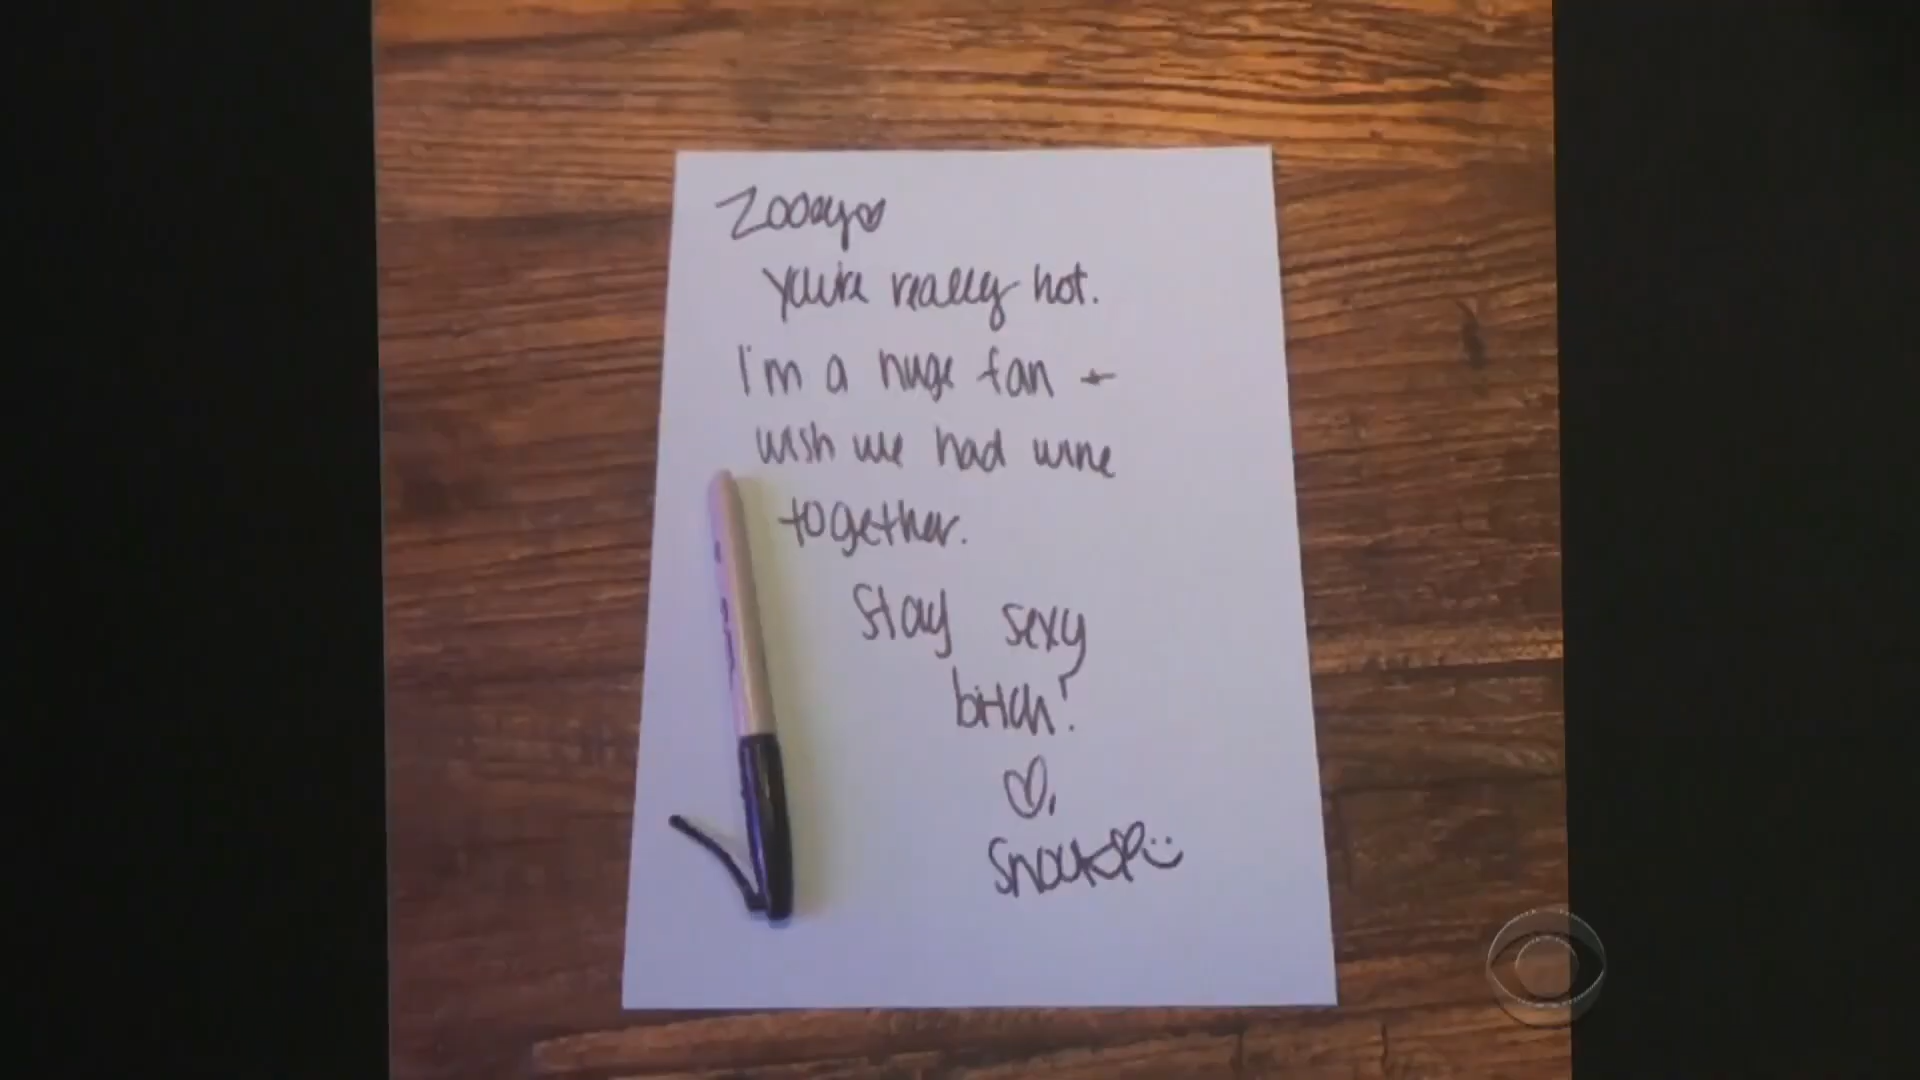 Zooey
You're really hot.
I'm a huge fan +
wish we had wine
together.
Stay sexy
bitch!
Snooki